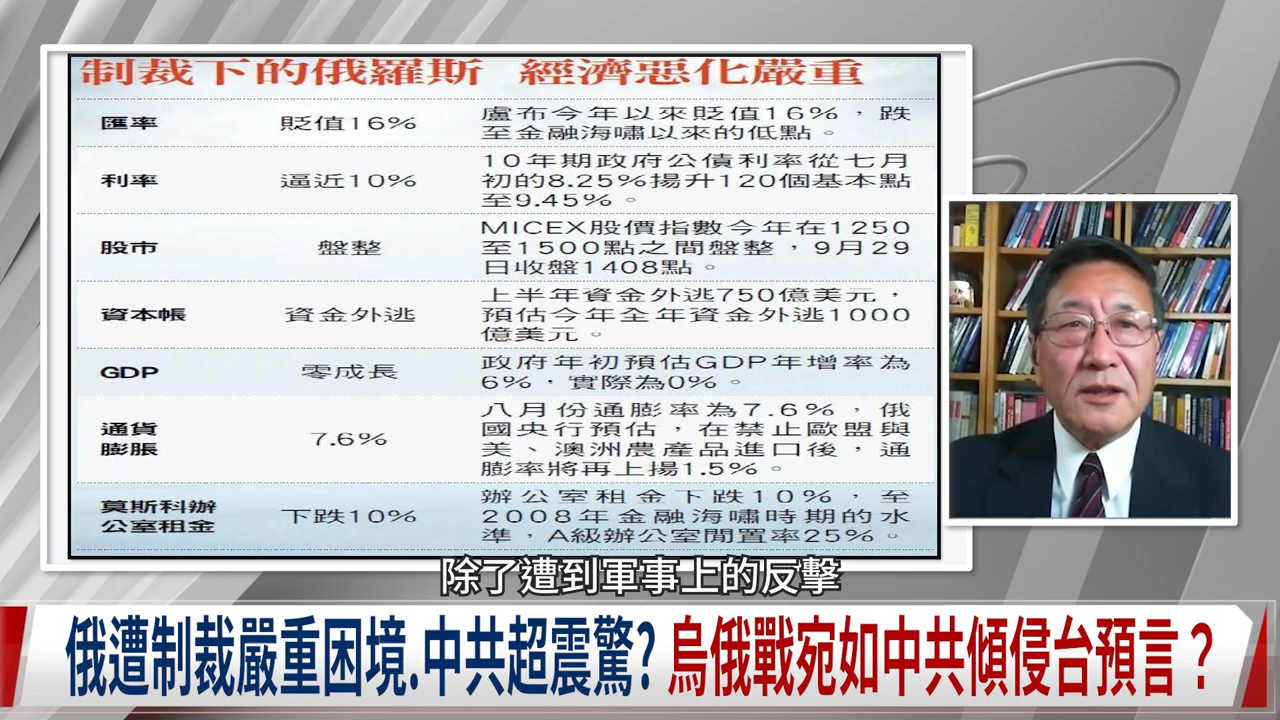 制裁下的俄羅斯 經濟惡化嚴重
匯率 貶值16% 盧布今年以來貶值16%，跌
至金融海嘯以來的低點。
利率 逼近10% 10年期政府公債利率從七月
初的8.25%揚升120個基本點
至9.45%。
股市 盤整 MICEX股價指數今年在1250
至1500點之間盤整，9月29
日收盤1408點。
資本帳 資金外逃 上半年資金外逃750億美元，
預估今年全年資金外逃1000
億美元。
GDP 零成長 政府年初預估GDP年增率為
6%，實際為0%。
通貨
膨脹 7.6% 八月份通膨率為7.6%，俄
國央行預估，在禁止歐盟與
美、澳洲農產品進口後，通
膨率將再上揚1.5%。
莫斯科辦
公室租金 下跌10% 辦公室租金下跌10%，至
2008年金融海嘯時期的水
準，A級辦公室閒置率25%。
除了遭到軍事上的反擊
俄遭制裁嚴重困境.中共超震驚? 烏俄戰宛如中共傾侵台預言？